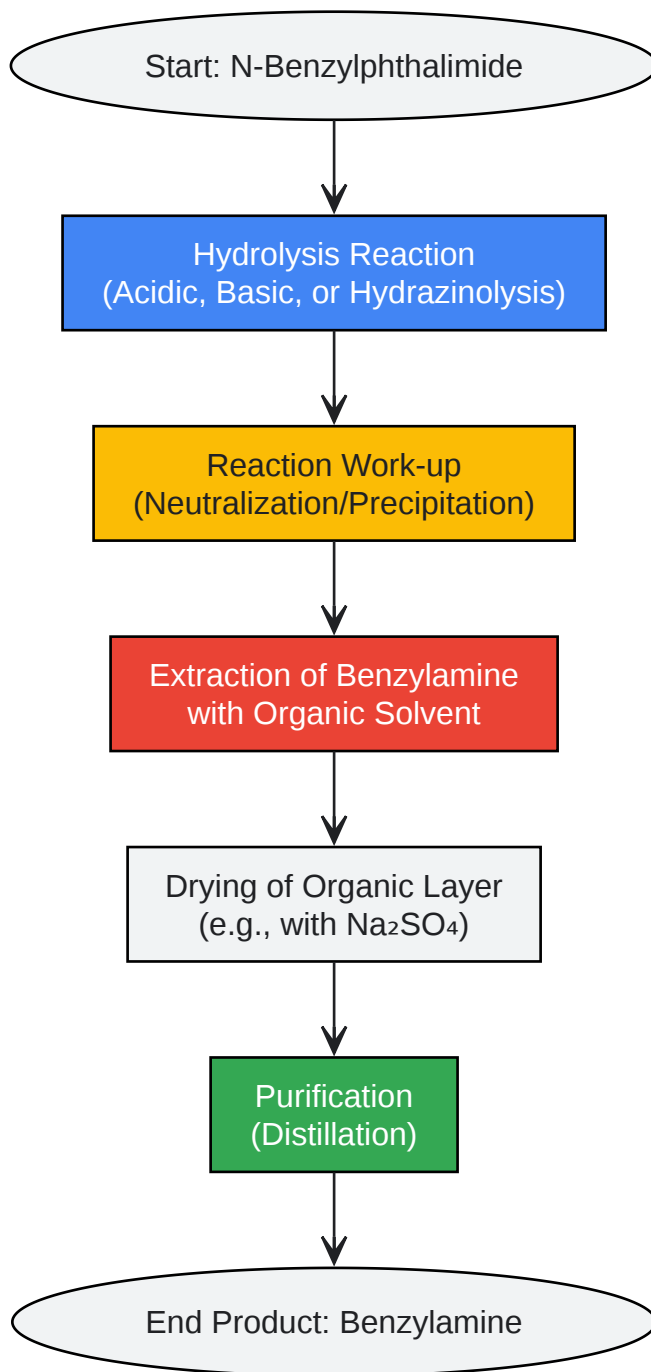 Start: N-Benzylphthalimide
Hydrolysis Reaction
(Acidic, Basic, or Hydrazinolysis)
Reaction Work-up
(Neutralization/Precipitation)
Extraction of Benzylamine
with Organic Solvent
Drying of Organic Layer
(e.g., with Na₂SO₄)
Purification
(Distillation)
End Product: Benzylamine